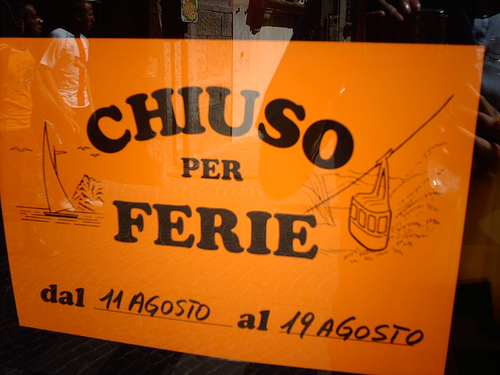 CHIUSO
PER
FERIE
dal 11 AGOSTO al 19 AGOSTO